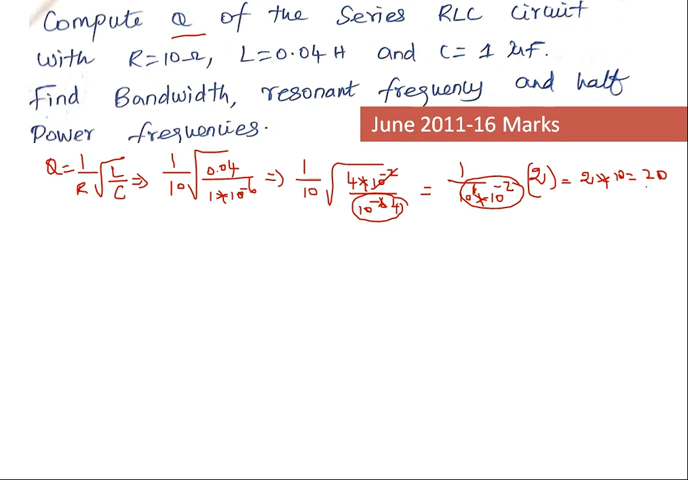 Compute Q of the Series RLC Circuit
with R=10Ω, L=0.04 H and C= 1 μF.
Find Bandwidth, resonant frequency and half
Power frequencies.
June 2011-16 Marks
Q = 1/R √(L/C) ⇒ 1/10 √(0.04/(1*10^-6)) ⇒ 1/10 √(4*10^-2/10^-6 4) = 1/(10^1*10^-2) (2) = 2*10 = 20